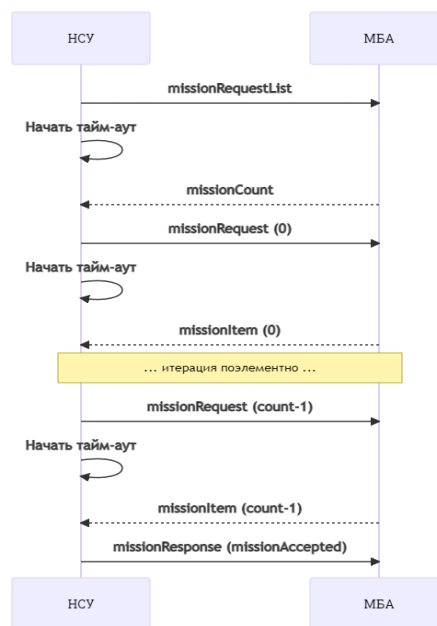 НСУ МБА
missionRequestList
Начать тайм-аут
missionCount
missionRequest (0)
Начать тайм-аут
missionItem (0)
... итерация поэлементно ...
missionRequest (count-1)
Начать тайм-аут
missionItem (count-1)
missionResponse (missionAccepted)
НСУ МБА